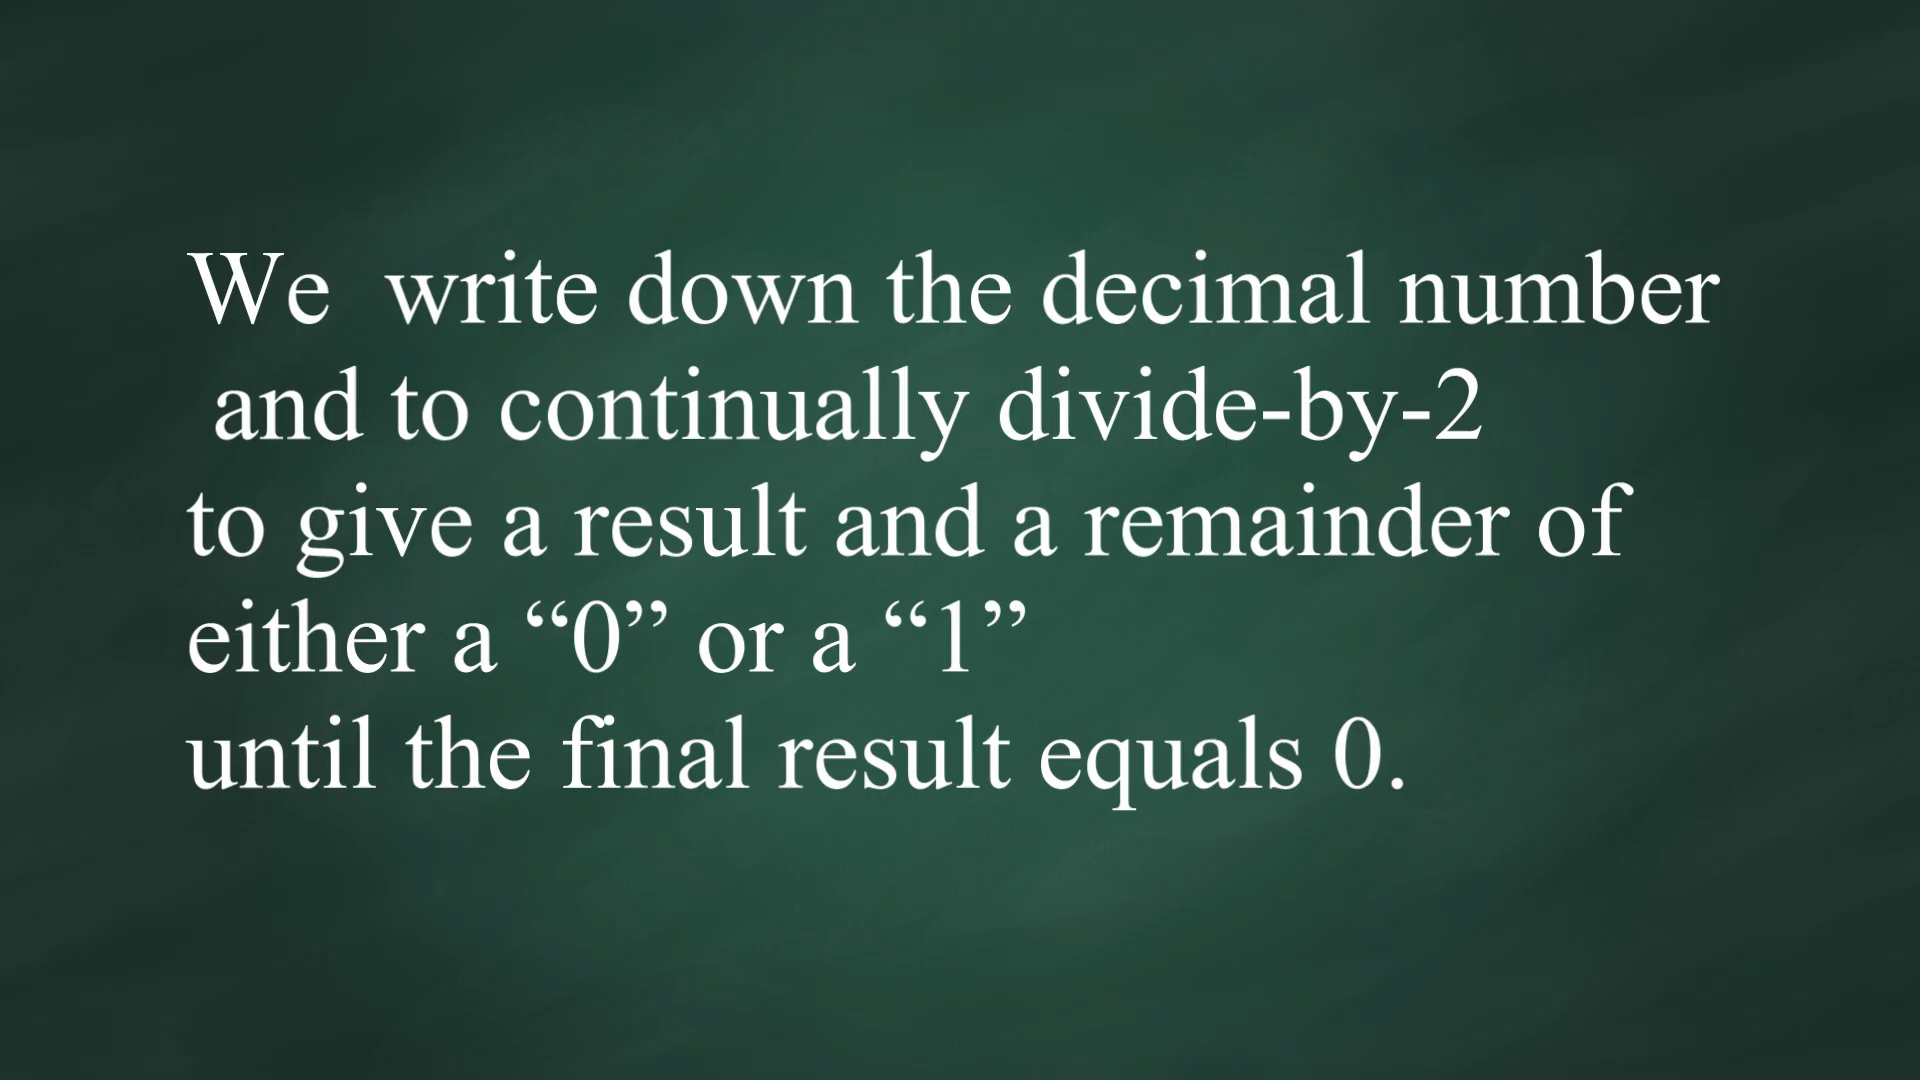 We  write down the decimal number
and to continually divide-by-2
to give a result and a remainder of
either a “0” or a “1”
until the final result equals 0.